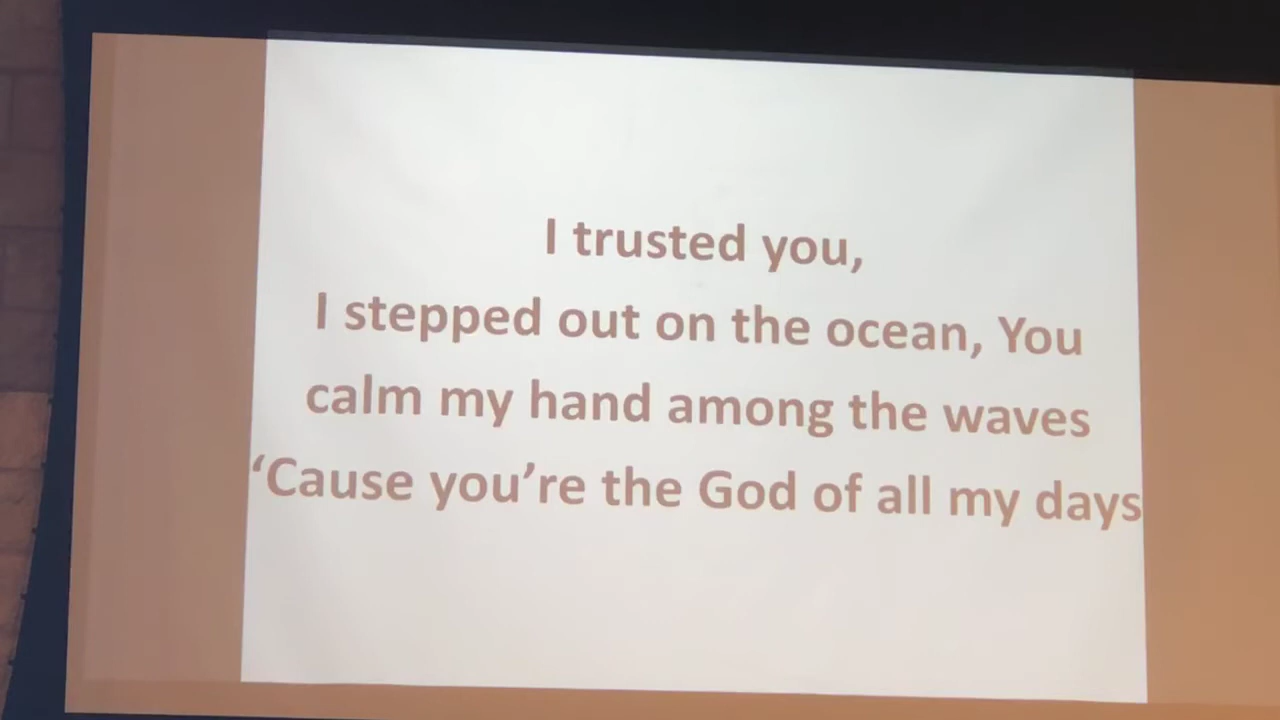 I trusted you,
I stepped out on the ocean, You
calm my hand among the waves
‘Cause you’re the God of all my days